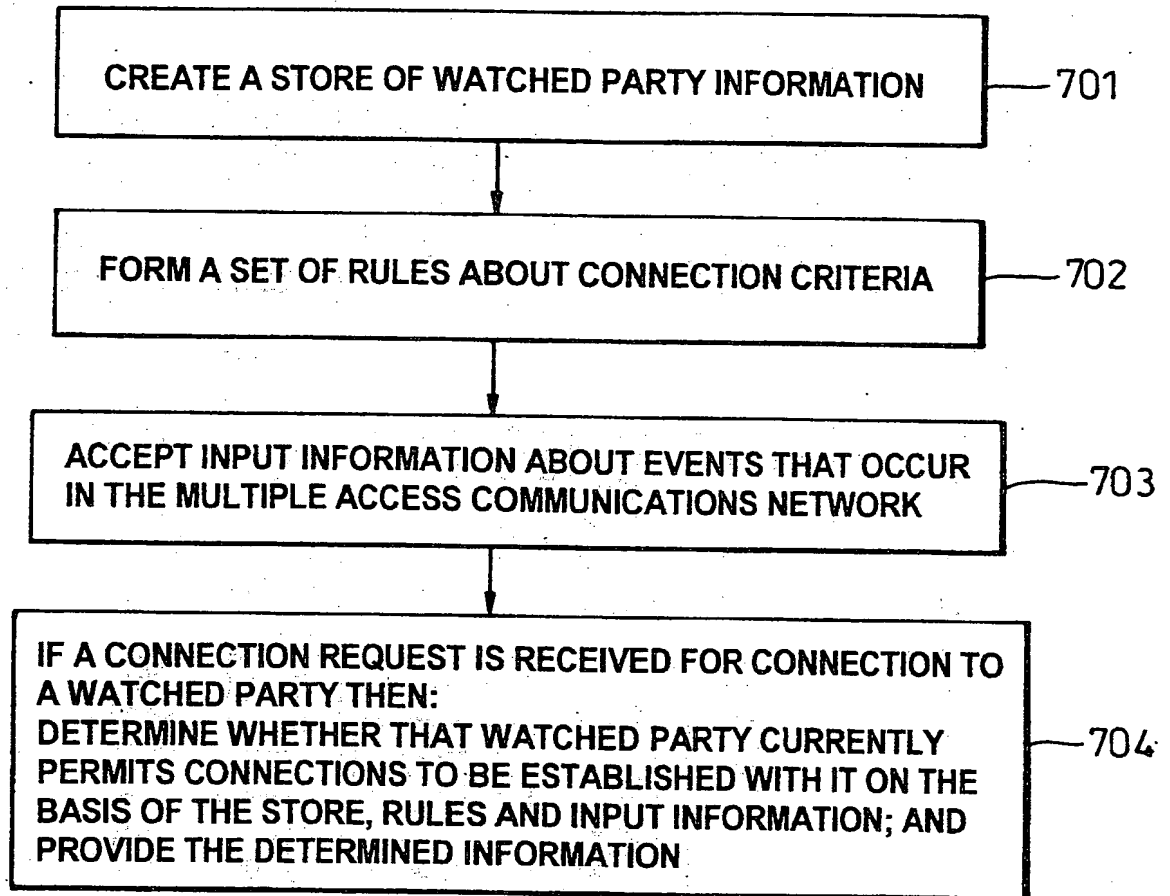 CREATE A STORE OF WATCHED PARTY INFORMATION
701
FORM A SET OF RULES ABOUT CONNECTION CRITERIA
702
ACCEPT INPUT INFORMATION ABOUT EVENTS THAT OCCUR
IN THE MULTIPLE ACCESS COMMUNICATIONS NETWORK
703
IF A CONNECTION REQUEST IS RECEIVED FOR CONNECTION TO
A WATCHED PARTY THEN:
DETERMINE WHETHER THAT WATCHED PARTY CURRENTLY
PERMITS CONNECTIONS TO BE ESTABLISHED WITH IT ON THE
BASIS OF THE STORE, RULES AND INPUT INFORMATION; AND
PROVIDE THE DETERMINED INFORMATION
704